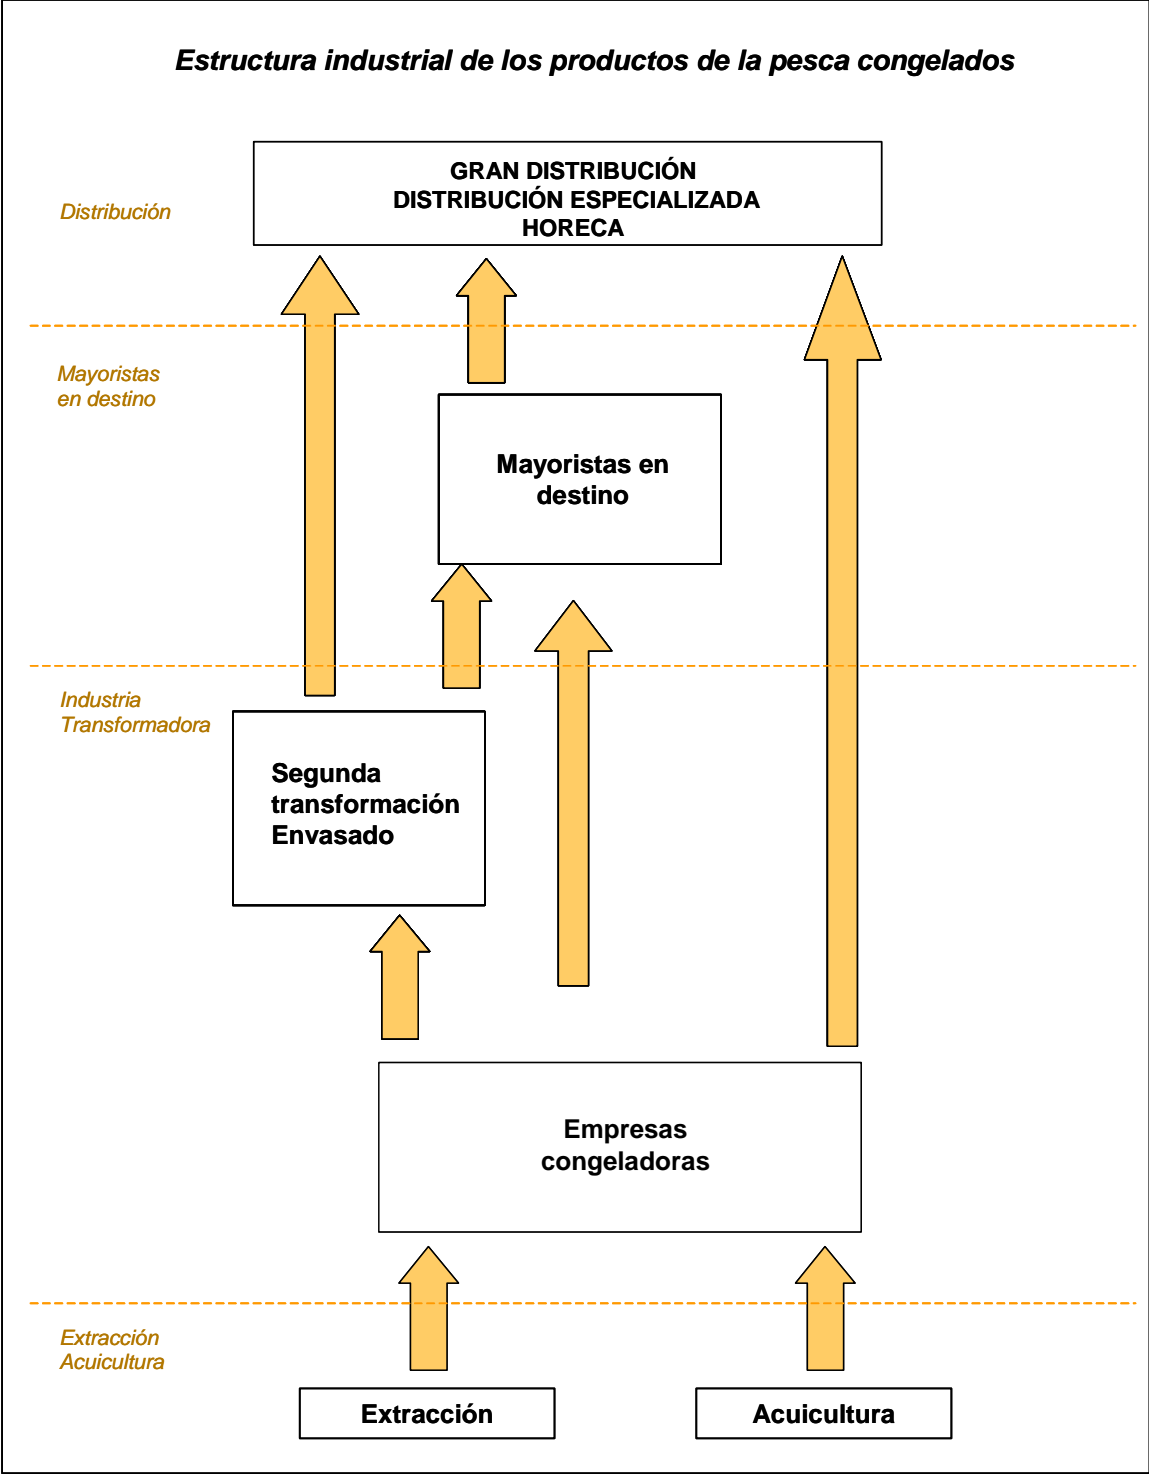 Estructura industrial de los productos de la pesca congelados
GRAN DISTRIBUCIÓN
DISTRIBUCIÓN ESPECIALIZADA
HORECA
Distribución
Mayoristas
en destino
Mayoristas en
destino
Industria
Transformadora
Segunda
transformación
Envasado
Empresas
congeladoras
Extracción
Acuicultura
Extracción
Acuicultura